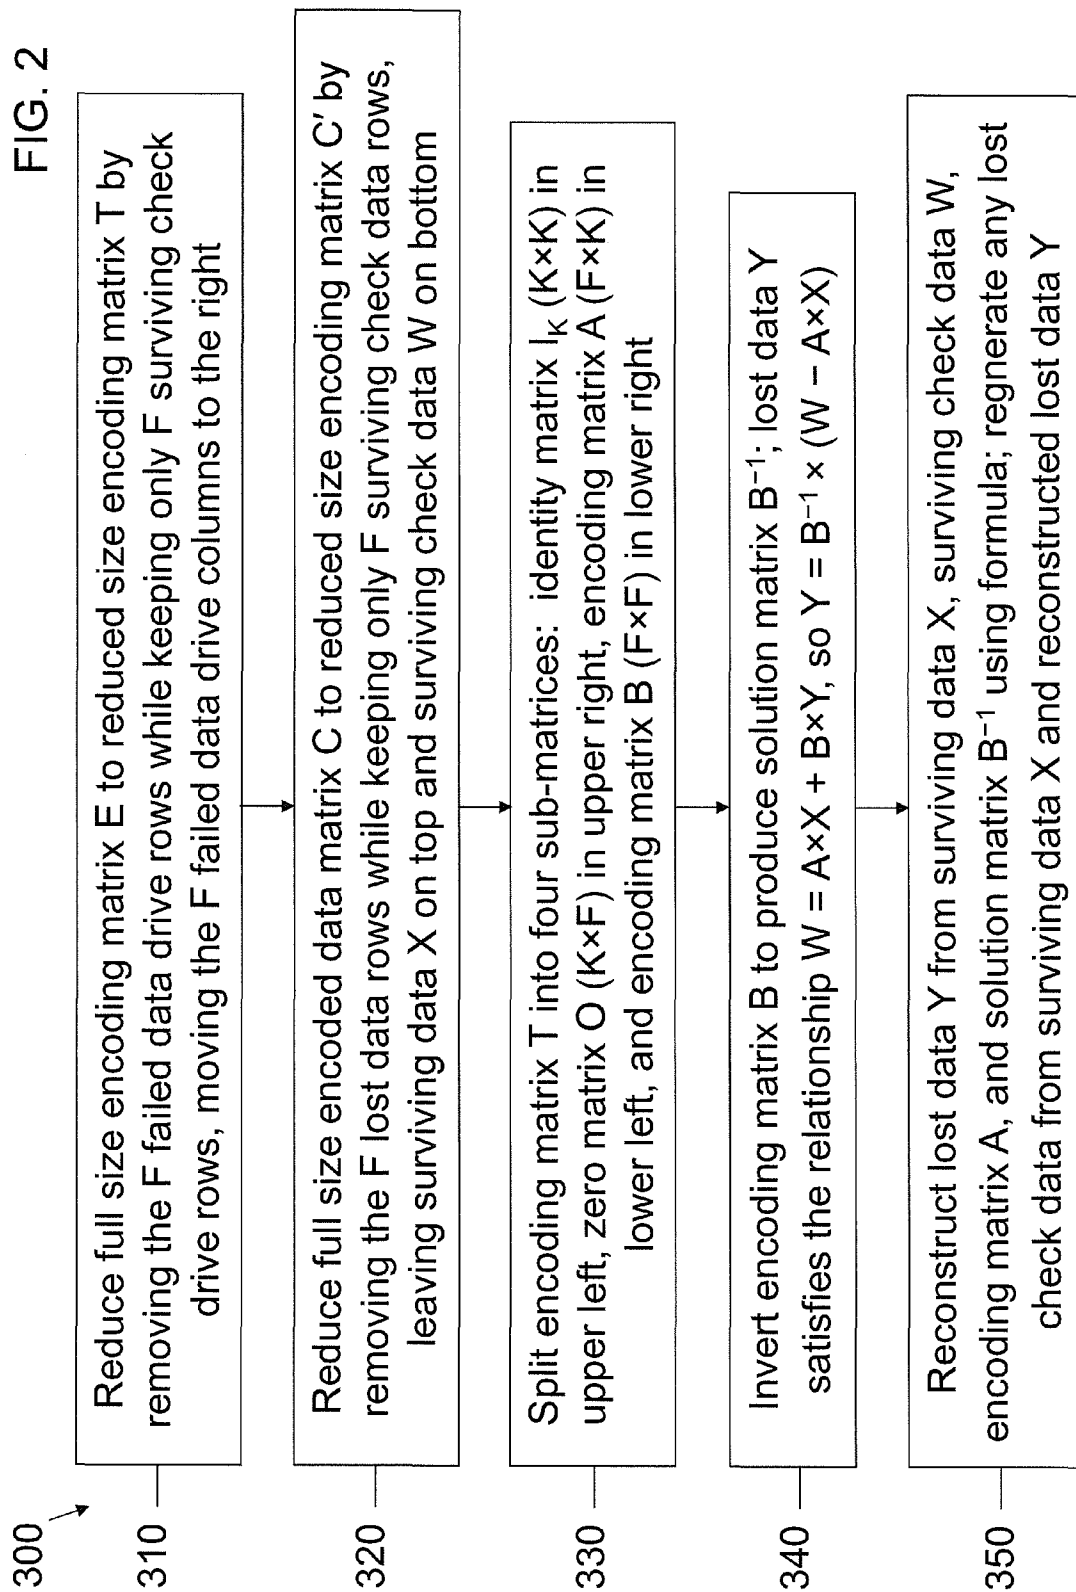 FIG. 2
300
310
Reduce full size encoding matrix E to reduced size encoding matrix T by
removing the F failed data drive rows while keeping only F surviving check
drive rows, moving the F failed data drive columns to the right
320
Reduce full size encoded data matrix C to reduced size encoding matrix C' by
removing the F lost data rows while keeping only F surviving check data rows,
leaving surviving data X on top and surviving check data W on bottom
330
Split encoding matrix T into four sub-matrices: identity matrix I_K (K×K) in
upper left, zero matrix O (K×F) in upper right, encoding matrix A (F×K) in
lower left, and encoding matrix B (F×F) in lower right
340
Invert encoding matrix B to produce solution matrix B⁻¹; lost data Y
satisfies the relationship W = A×X + B×Y, so Y = B⁻¹ × (W – A×X)
350
Reconstruct lost data Y from surviving data X, surviving check data W,
encoding matrix A, and solution matrix B⁻¹ using formula; regnerate any lost
check data from surviving data X and reconstructed lost data Y